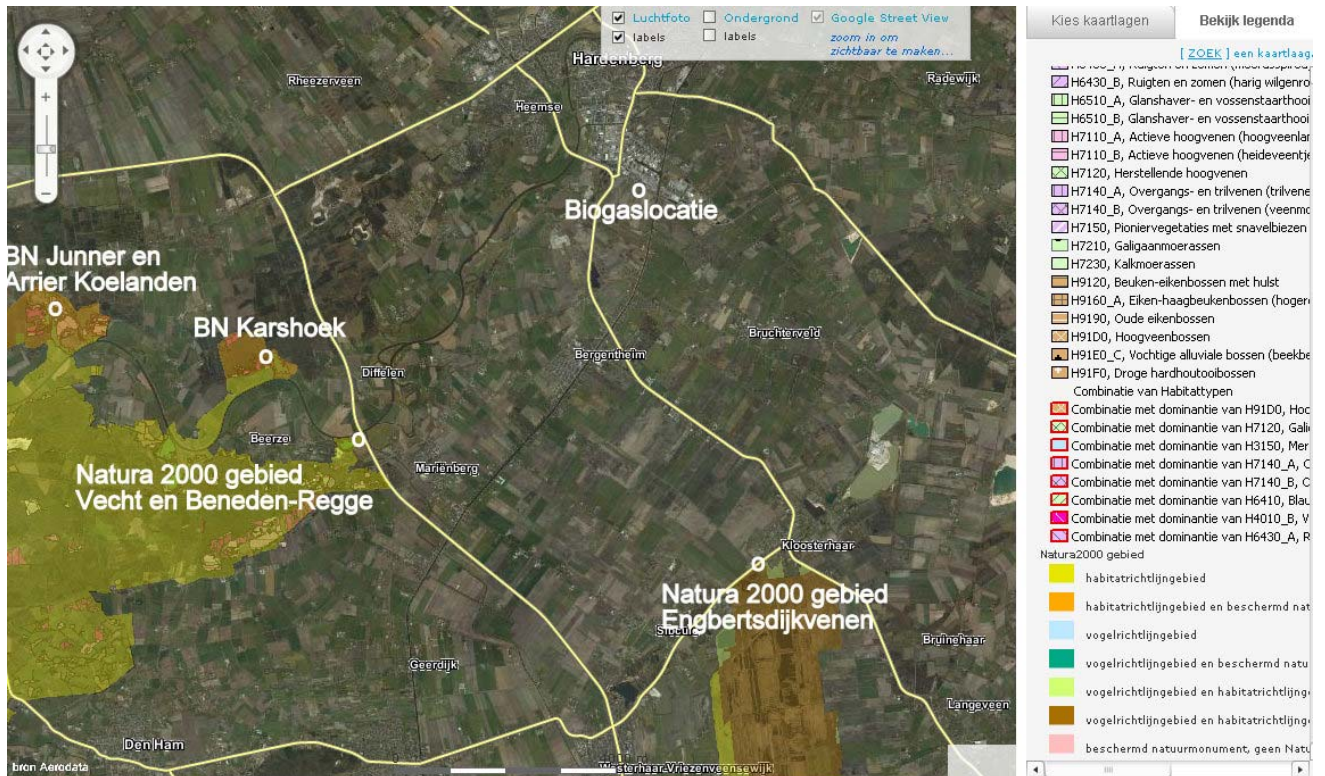 Luchtfoto Ondergrond Google Street View
labels labels zoom in om
zichtbaar te maken...
Hardenberg
Rheezerveen
Radewijk
Heemse
Biogaslocatie
BN Junner en
Arrier Koelanden
BN Karshoek
Bruchterveld
Bergentheim
Diffelen
Beerze
Mariënberg
Natura 2000 gebied
Vecht en Beneden-Regge
Kloosterhaar
Natura 2000 gebied
Engbertsdijkvenen
Sibculo
Bruinehaar
Geerdijk
Langeveen
Den Ham
Westerhaar-Vriezenveensewijk
bron Aerodata
Kies kaartlagen Bekijk legenda
[ ZOEK ] een kaartlaag
H6430_B, Ruigten en zomen (harig wilgenro
H6510_A, Glanshaver- en vossenstaarthooi
H6510_B, Glanshaver- en vossenstaarthooi
H7110_A, Actieve hoogvenen (hoogveenlan
H7110_B, Actieve hoogvenen (heideveentje
H7120, Herstellende hoogvenen
H7140_A, Overgangs- en trilvenen (trilvene
H7140_B, Overgangs- en trilvenen (veenmo
H7150, Pioniervegetaties met snavelbiezen
H7210, Galigaanmoerassen
H7230, Kalkmoerassen
H9120, Beuken-eikenbossen met hulst
H9160_A, Eiken-haagbeukenbossen (hoger
H9190, Oude eikenbossen
H91D0, Hoogveenbossen
H91E0_C, Vochtige alluviale bossen (beekbe
H91F0, Droge hardhoutooibossen
Combinatie van Habitattypen
Combinatie met dominantie van H91D0, Hoo
Combinatie met dominantie van H7120, Gali
Combinatie met dominantie van H3150, Mer
Combinatie met dominantie van H7140_A, O
Combinatie met dominantie van H7140_B, O
Combinatie met dominantie van H6410, Blau
Combinatie met dominantie van H4010_B, V
Combinatie met dominantie van H6430_A, R
Natura2000 gebied
habitatrichtlijngebied
habitatrichtlijngebied en beschermd nat
vogelrichtlijngebied
vogelrichtlijngebied en beschermd natu
vogelrichtlijngebied en habitatrichtlijng
vogelrichtlijngebied en habitatrichtlijng
beschermd natuurmonument, geen Natu